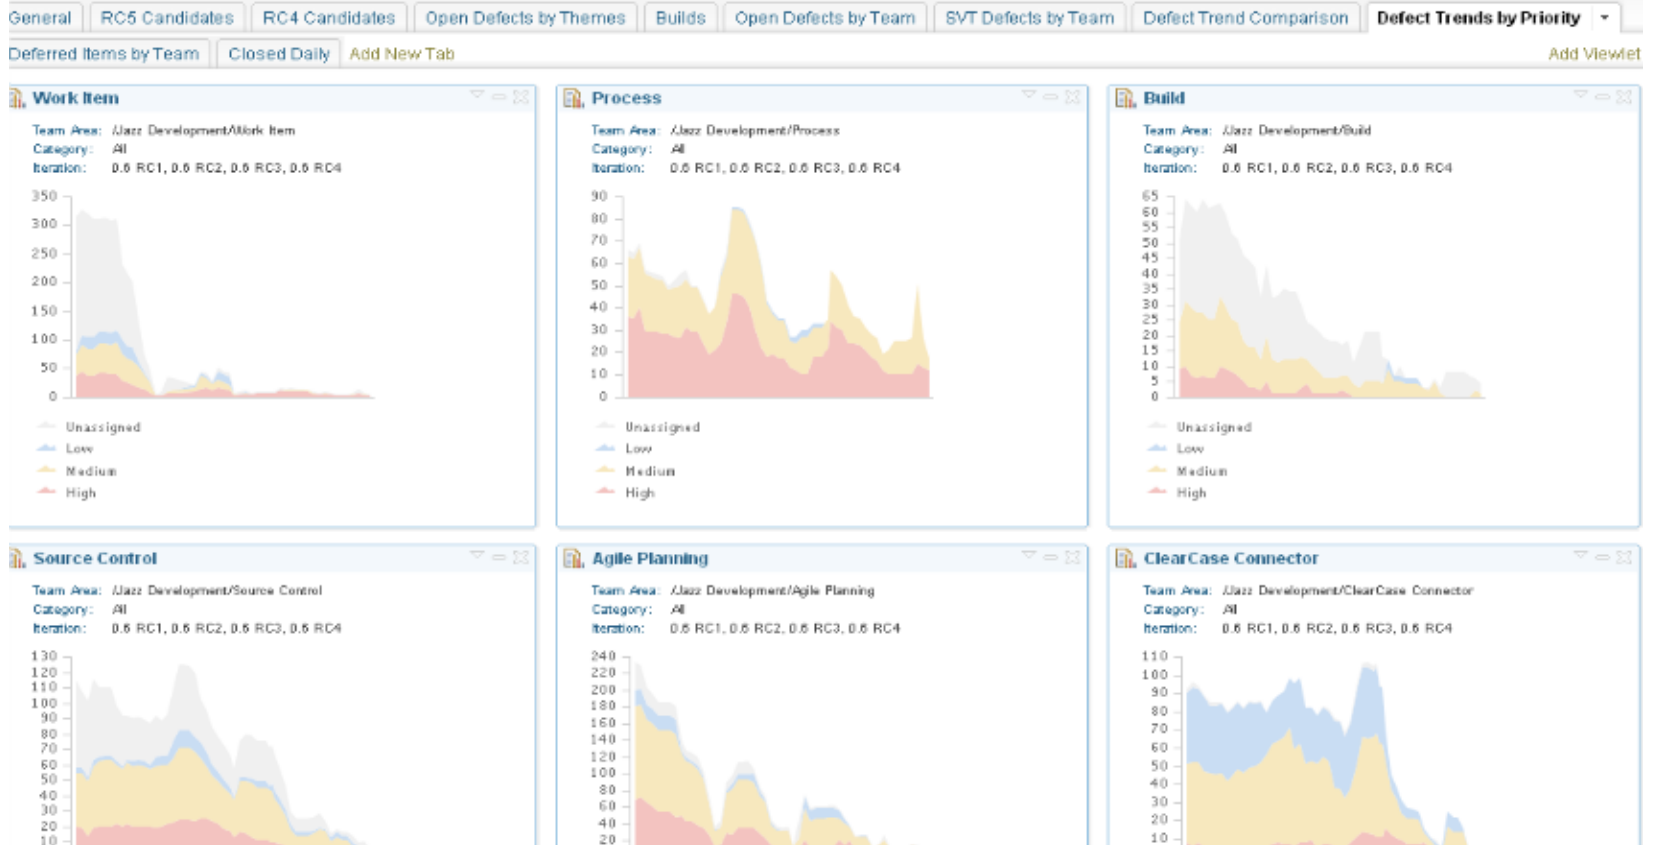 General RC5 Candidates RC4 Candidates Open Defects by Themes Builds Open Defects by Team SVT Defects by Team Defect Trend Comparison Defect Trends by Priority
Deferred Items by Team Closed Daily Add New Tab Add Viewlet
Work Item
Team Area: /Jazz Development/Work Item
Category: All
Iteration: 0.6 RC1, 0.6 RC2, 0.6 RC3, 0.6 RC4
350
300
250
200
150
100
50
0
Unassigned
Low
Medium
High
Process
Team Area: /Jazz Development/Process
Category: All
Iteration: 0.6 RC1, 0.6 RC2, 0.6 RC3, 0.6 RC4
90
80
70
60
50
40
30
20
10
0
Unassigned
Low
Medium
High
Build
Team Area: /Jazz Development/Build
Category: All
Iteration: 0.6 RC1, 0.6 RC2, 0.6 RC3, 0.6 RC4
65
60
55
50
45
40
35
30
25
20
15
10
5
0
Unassigned
Low
Medium
High
Source Control
Team Area: /Jazz Development/Source Control
Category: All
Iteration: 0.6 RC1, 0.6 RC2, 0.6 RC3, 0.6 RC4
130
120
110
100
90
80
70
60
50
40
30
20
10
Agile Planning
Team Area: /Jazz Development/Agile Planning
Category: All
Iteration: 0.6 RC1, 0.6 RC2, 0.6 RC3, 0.6 RC4
240
220
200
180
160
140
120
100
80
60
40
20
ClearCase Connector
Team Area: /Jazz Development/ClearCase Connector
Category: All
Iteration: 0.6 RC1, 0.6 RC2, 0.6 RC3, 0.6 RC4
110
100
90
80
70
60
50
40
30
20
10